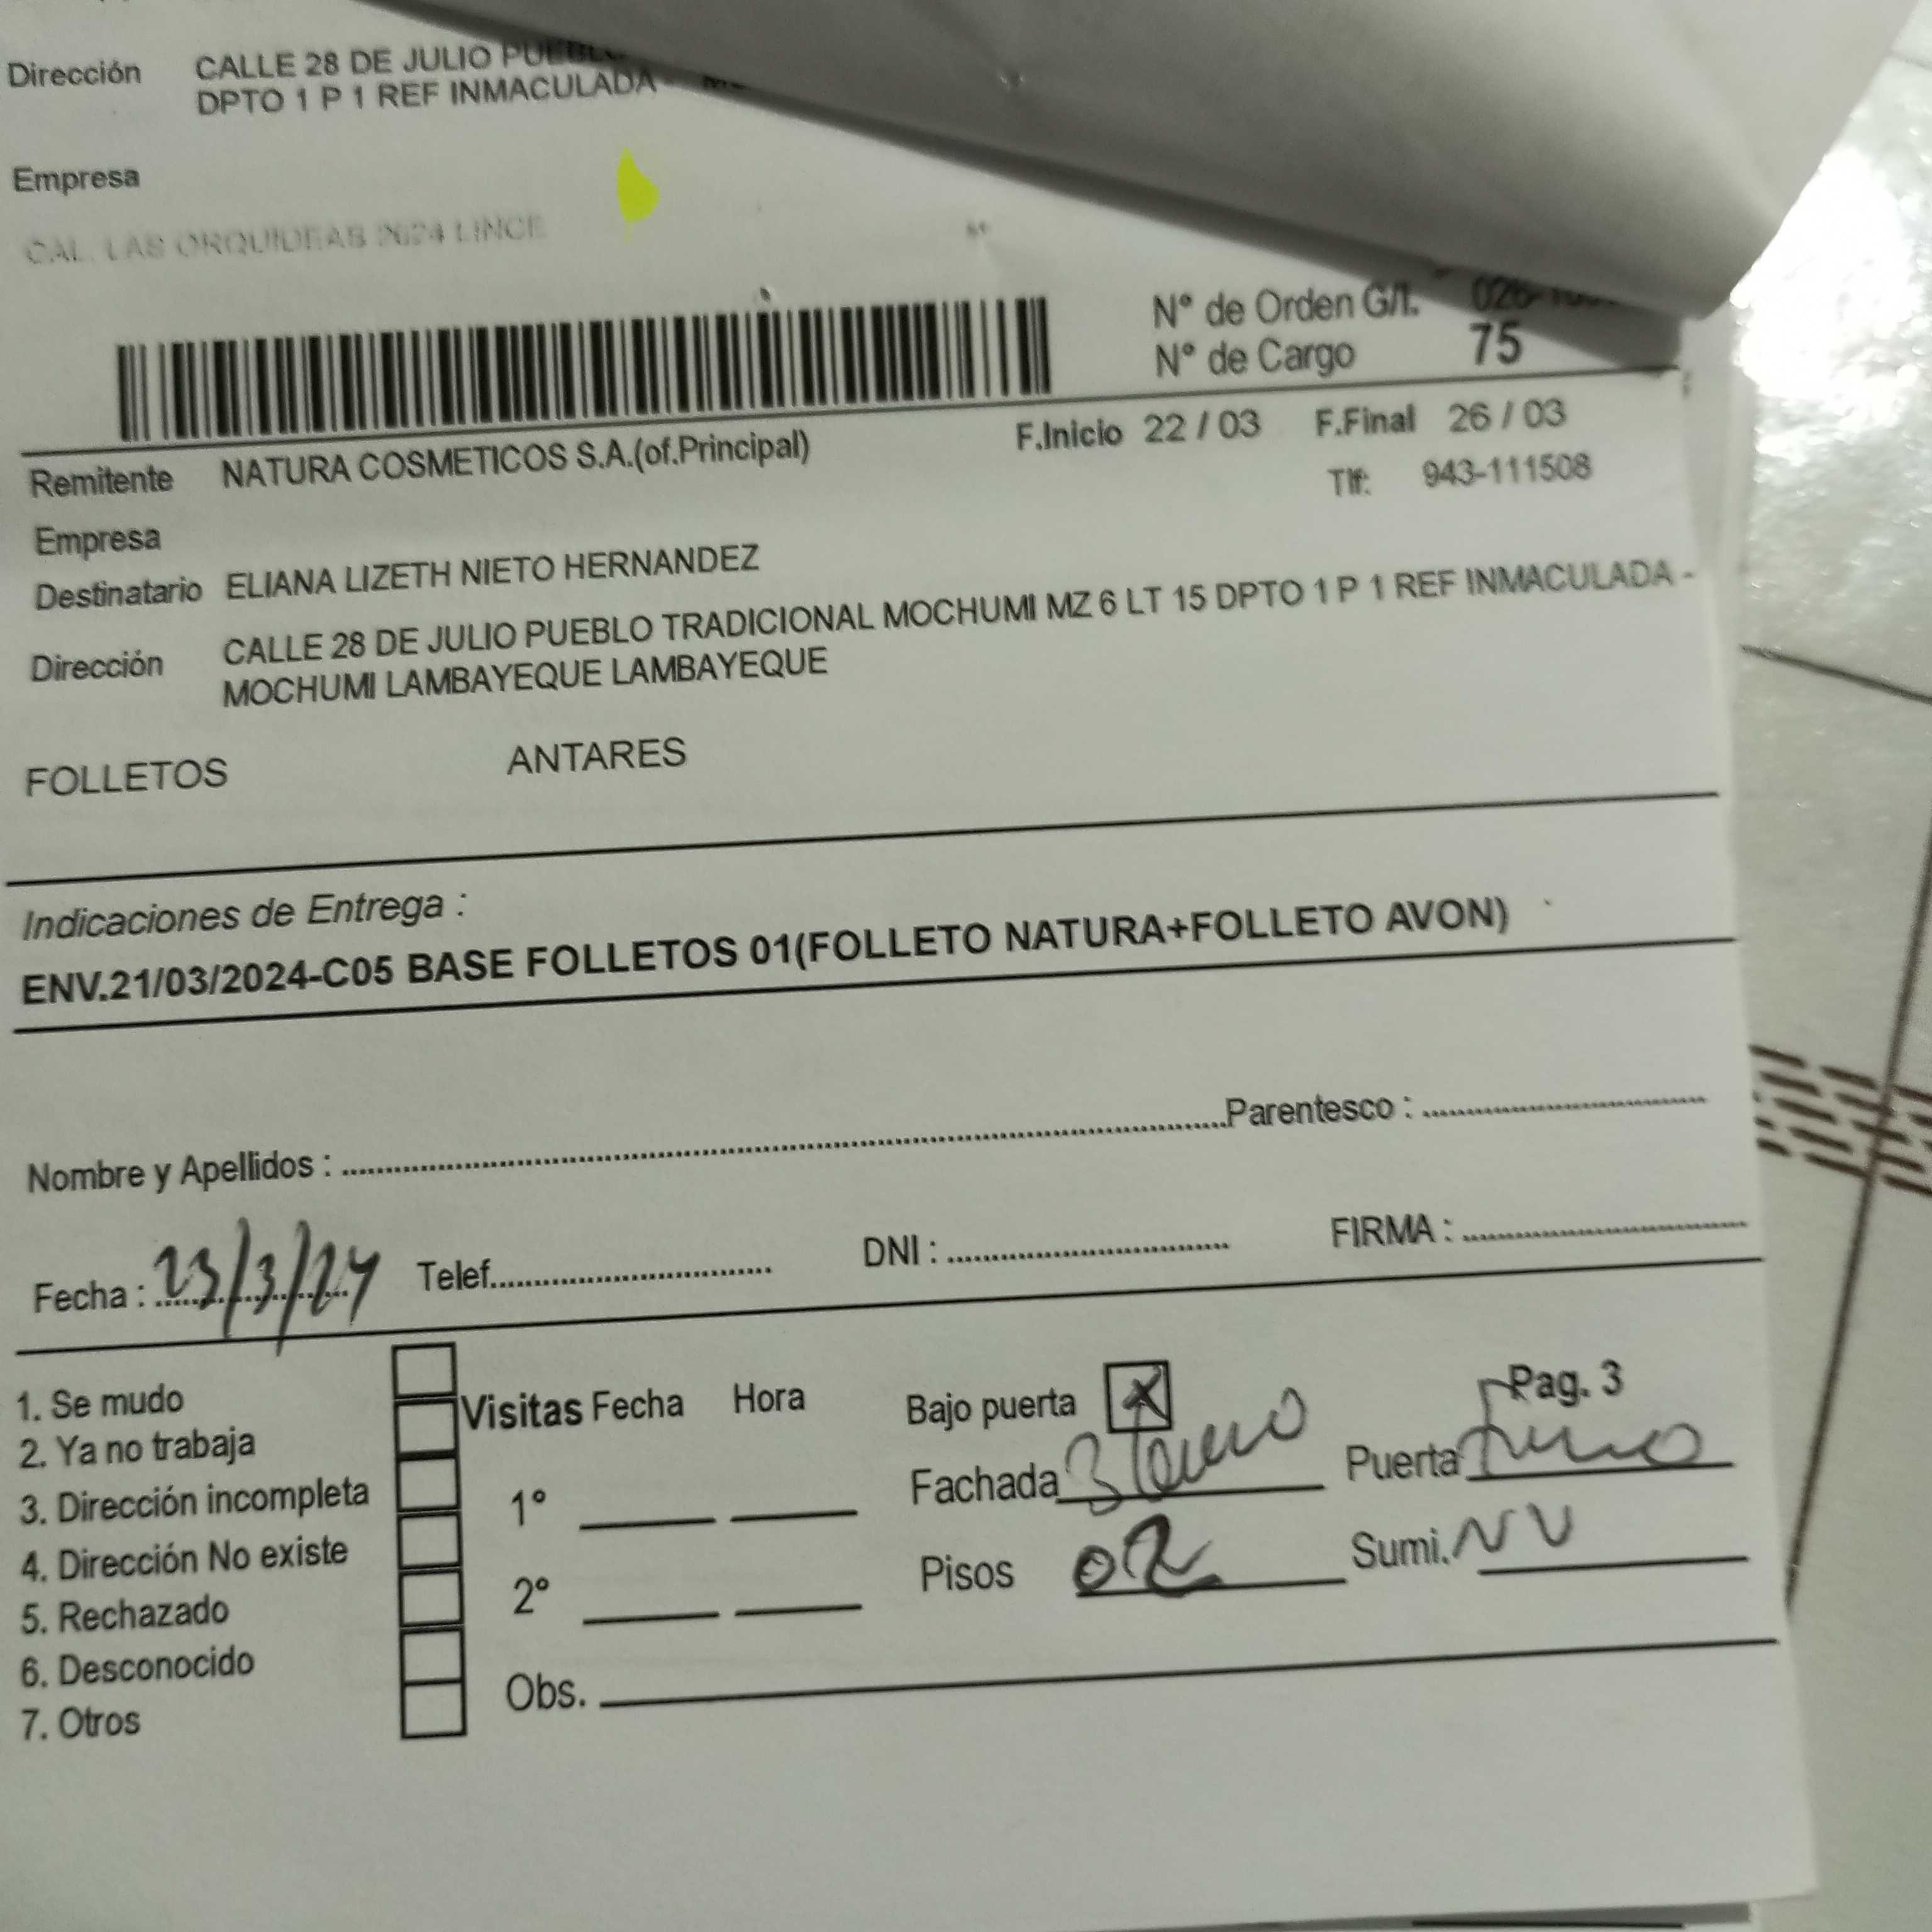 Dirección CALLE 28 DE JULIO PUEBLO
DPTO 1 P 1 REF INMACULADA -
Empresa
CAL. LAS ORQUIDEAS 2624 LINCE
N° de Orden G/I. 026-
N° de Cargo 75
F.Inicio 22 / 03 F.Final 26 / 03
Remitente NATURA COSMETICOS S.A.(of.Principal)
Tlf: 943-111508
Empresa
Destinatario ELIANA LIZETH NIETO HERNANDEZ
Dirección CALLE 28 DE JULIO PUEBLO TRADICIONAL MOCHUMI MZ 6 LT 15 DPTO 1 P 1 REF INMACULADA -
MOCHUMI LAMBAYEQUE LAMBAYEQUE
FOLLETOS ANTARES
Indicaciones de Entrega :
ENV.21/03/2024-C05 BASE FOLLETOS 01(FOLLETO NATURA+FOLLETO AVON)
Nombre y Apellidos : Parentesco :
Fecha : 23/3/24 Telef. DNI : FIRMA :
1. Se mudo
2. Ya no trabaja
3. Dirección incompleta
4. Dirección No existe
5. Rechazado
6. Desconocido
7. Otros
Visitas Fecha Hora
1°
2°
Obs.
Bajo puerta X
Pag. 3
Fachada Blanco Puerta
Pisos 02 Sumi. NV